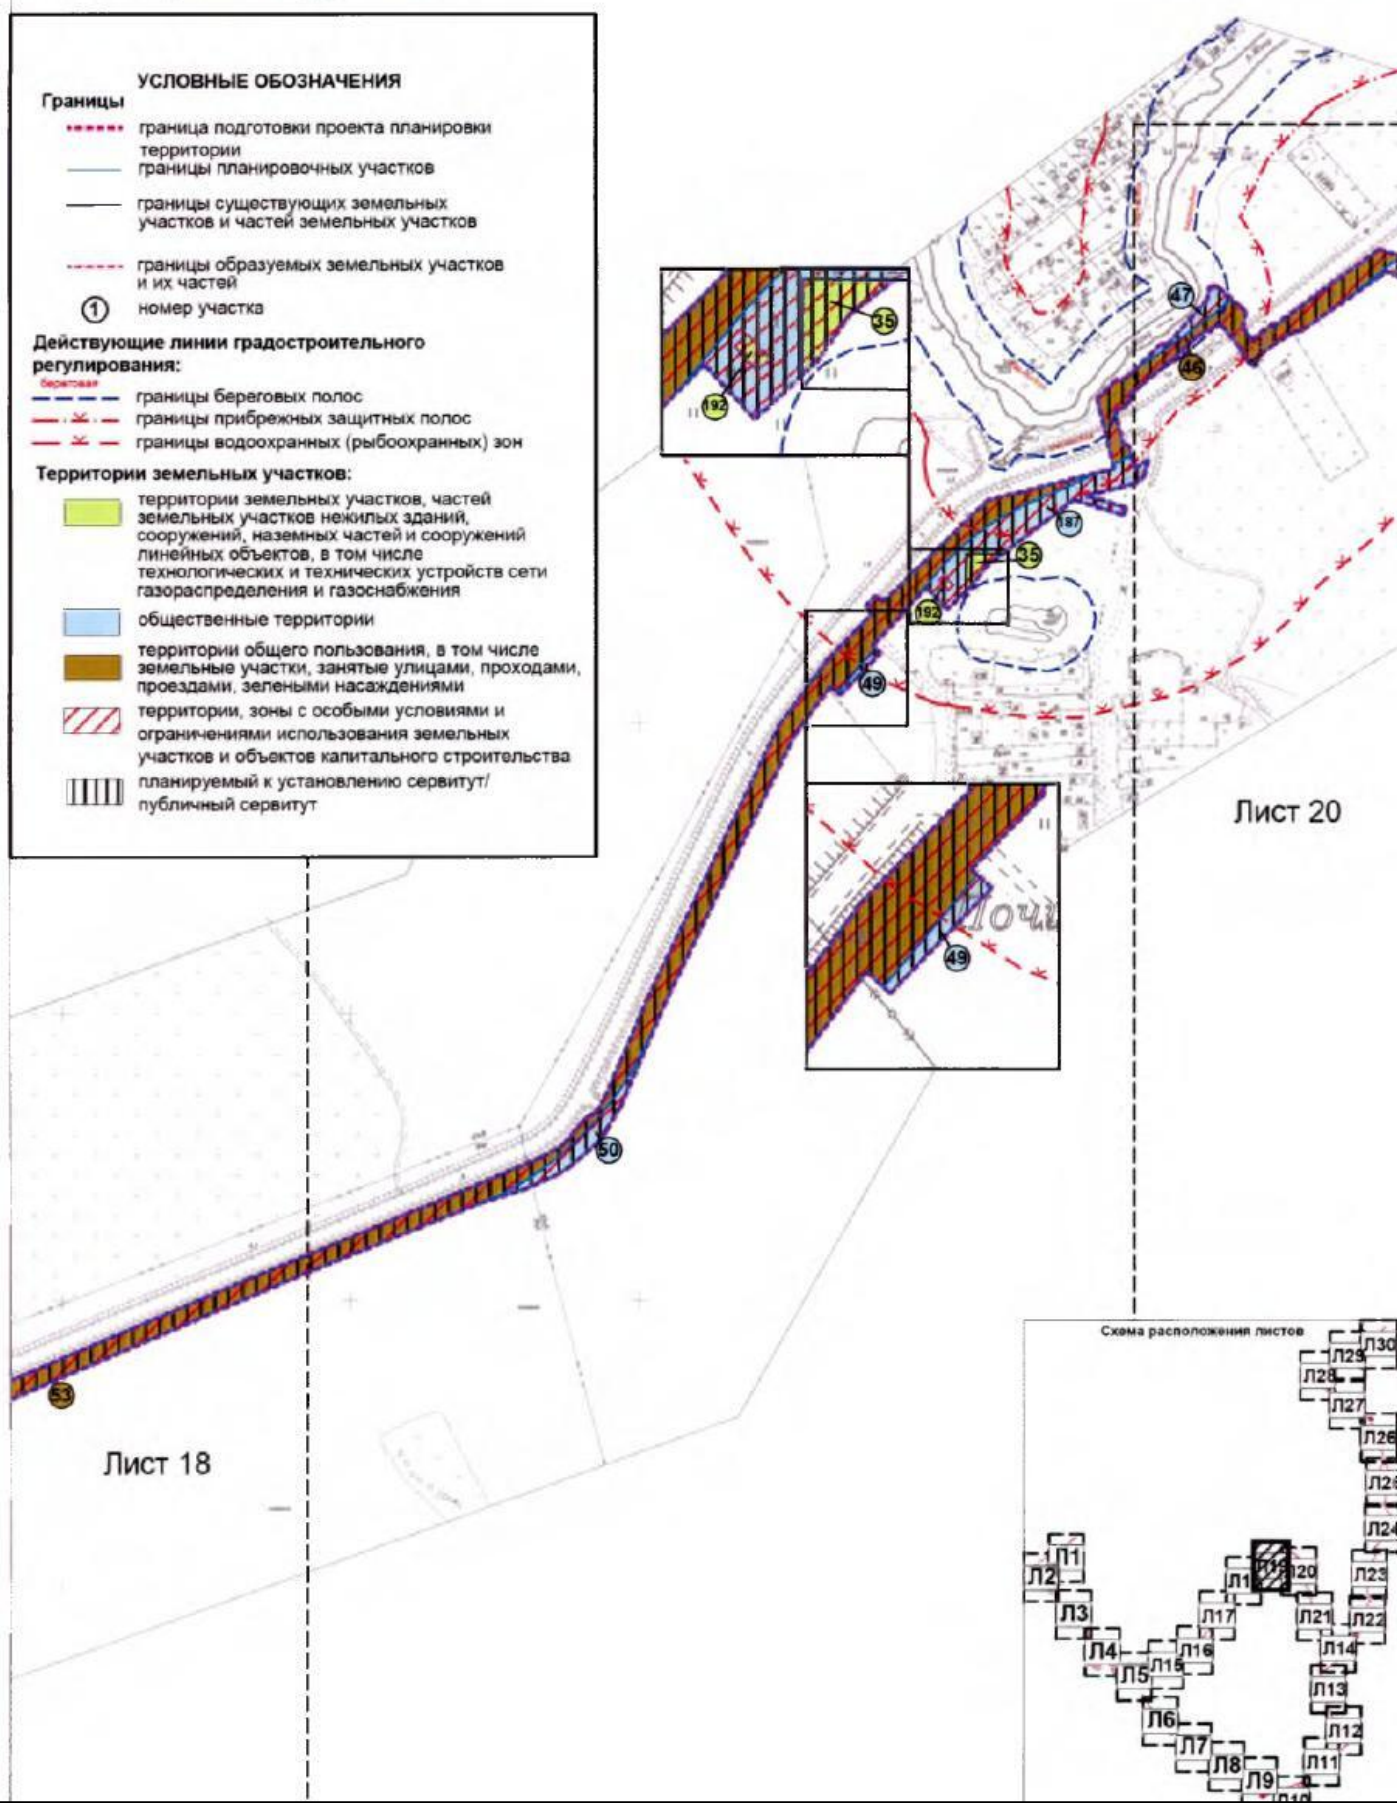 УСЛОВНЫЕ ОБОЗНАЧЕНИЯ
Границы
граница подготовки проекта планировки
территории
границы планировочных участков
границы существующих земельных
участков и частей земельных участков
границы образуемых земельных участков
и их частей
1
номер участка
Действующие линии градостроительного
регулирования:
береговая
границы береговых полос
границы прибрежных защитных полос
границы водоохранных (рыбоохранных) зон
Территории земельных участков:
территории земельных участков, частей
земельных участков нежилых зданий,
сооружений, наземных частей и сооружений
линейных объектов, в том числе
технологических и технических устройств сети
газораспределения и газоснабжения
общественные территории
территории общего пользования, в том числе
земельные участки, занятые улицами, проходами,
проездами, зелеными насаждениями
территории, зоны с особыми условиями и
ограничениями использования земельных
участков и объектов капитального строительства
планируемый к установлению сервитут/
публичный сервитут
35
192
47
46
187
35
192
49
49
50
53
Лист 20
Лист 18
Схема расположения листов
Л30
Л29
Л28
Л27
Л26
Л24
Л23
Л22
Л21
Л19
Л17
Л16
Л15
Л14
Л13
Л12
Л11
Л1
Л2
Л3
Л4
Л5
Л6
Л7
Л8
Л9